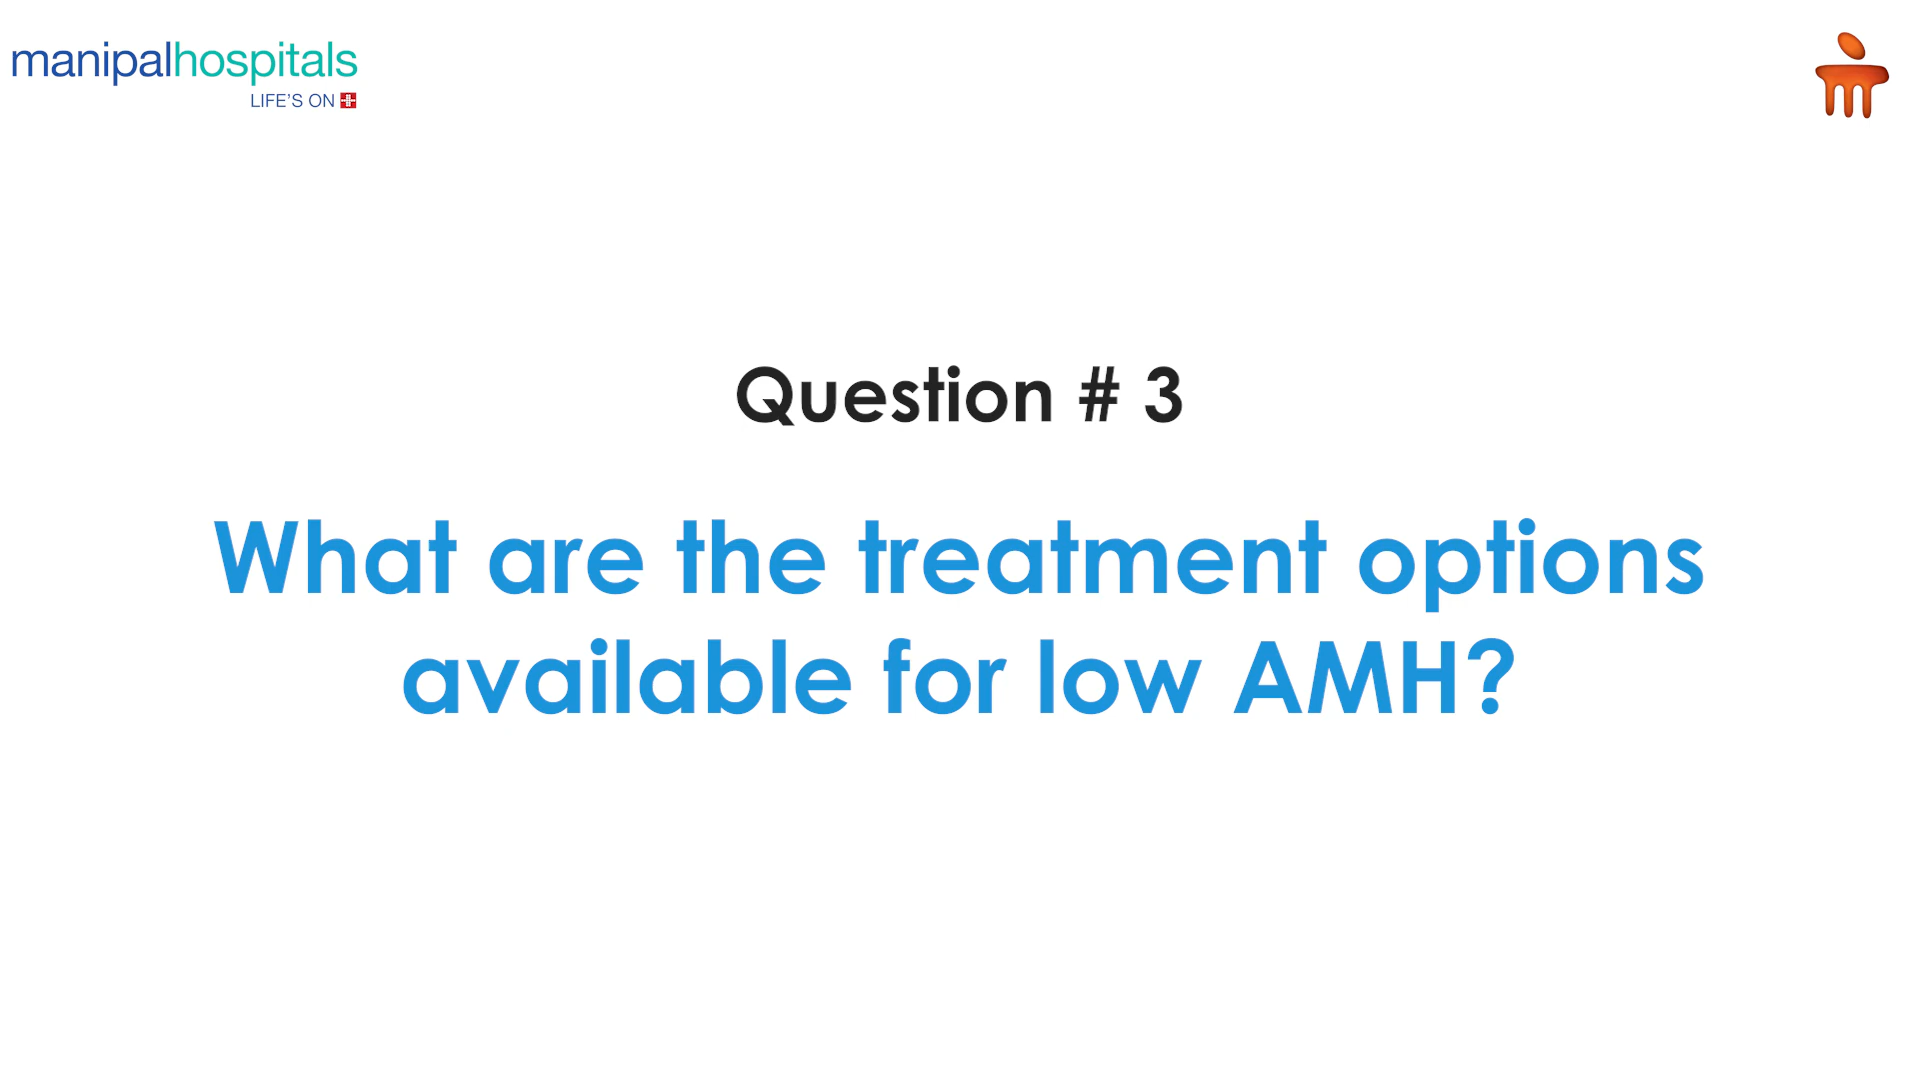 manipalhospitals
LIFE'S ON
Question # 3
What are the treatment options
available for low AMH?